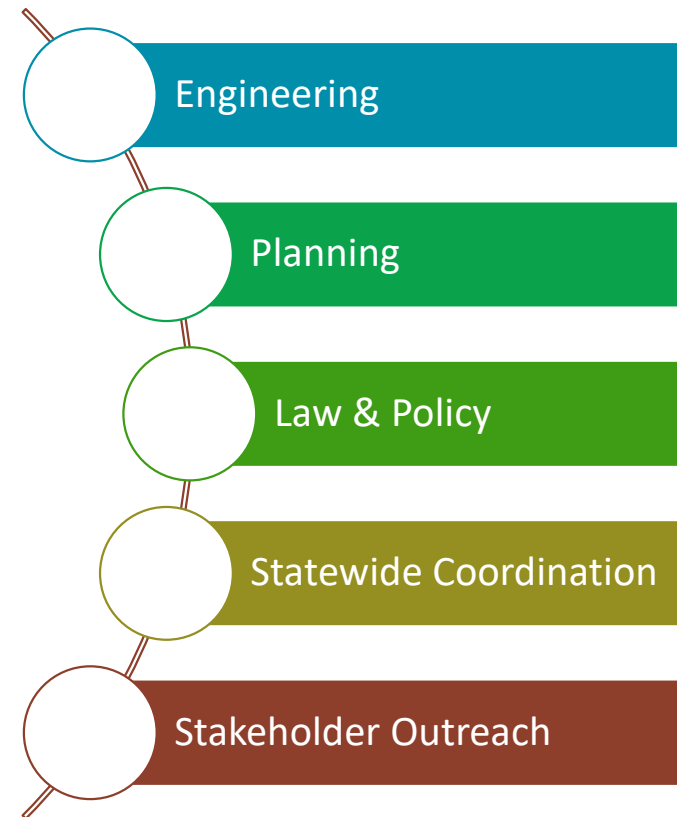 Engineering
Planning
Law & Policy
Statewide Coordination
Stakeholder Outreach